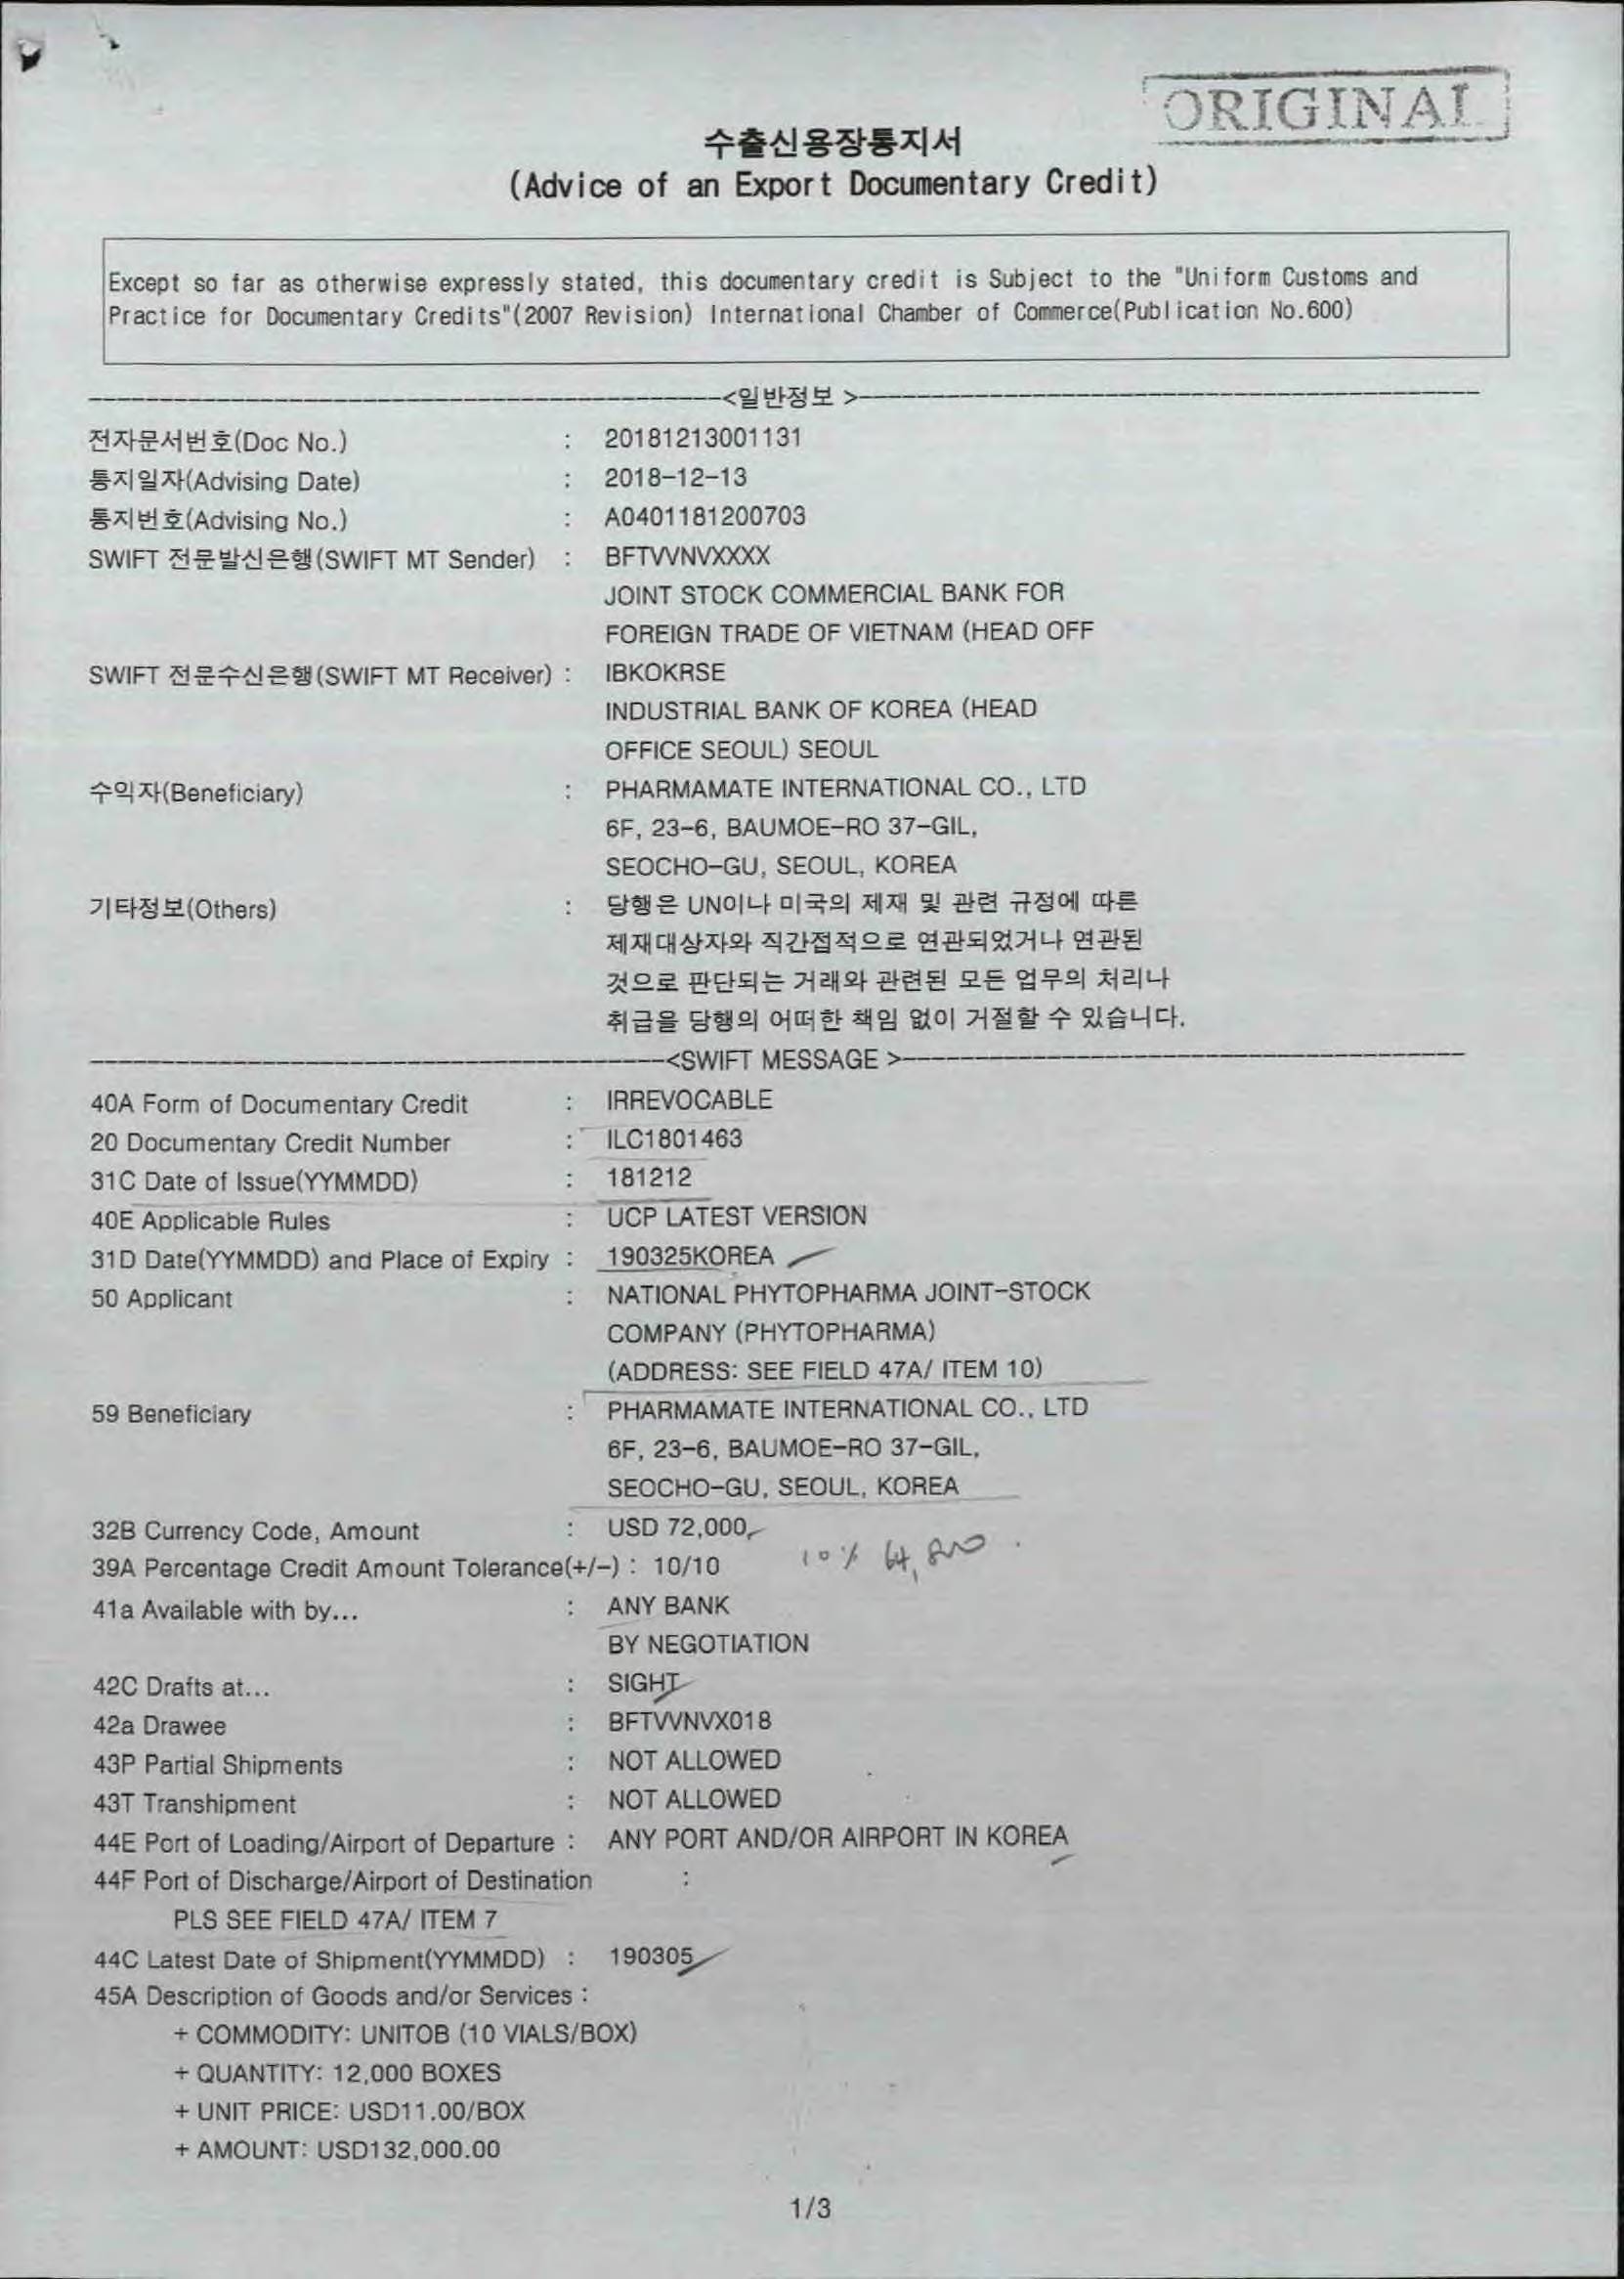 ORIGINAL
수출신용장통지서
(Advice of an Export Documentary Credit)
Except so far as otherwise expressly stated, this documentary credit is Subject to the "Uniform Customs and
Practice for Documentary Credits"(2007 Revision) International Chamber of Commerce(Publication No.600)
<일반정보 >
전자문서번호(Doc No.) : 20181213001131
통지일자(Advising Date) : 2018-12-13
통지번호(Advising No.) : A0401181200703
SWIFT 전문발신은행(SWIFT MT Sender) : BFTVVNVXXXX
JOINT STOCK COMMERCIAL BANK FOR
FOREIGN TRADE OF VIETNAM (HEAD OFF
SWIFT 전문수신은행(SWIFT MT Receiver) : IBKOKRSE
INDUSTRIAL BANK OF KOREA (HEAD
OFFICE SEOUL) SEOUL
수익자(Beneficiary) : PHARMAMATE INTERNATIONAL CO., LTD
6F, 23-6, BAUMOE-RO 37-GIL,
SEOCHO-GU, SEOUL, KOREA
기타정보(Others) : 당행은 UN이나 미국의 제재 및 관련 규정에 따른
제재대상자와 직간접적으로 연관되었거나 연관된
것으로 판단되는 거래와 관련된 모든 업무의 처리나
취급을 당행의 어떠한 책임 없이 거절할 수 있습니다.
<SWIFT MESSAGE >
40A Form of Documentary Credit : IRREVOCABLE
20 Documentary Credit Number : ILC1801463
31C Date of Issue(YYMMDD) : 181212
40E Applicable Rules : UCP LATEST VERSION
31D Date(YYMMDD) and Place of Expiry : 190325KOREA
50 Applicant : NATIONAL PHYTOPHARMA JOINT-STOCK
COMPANY (PHYTOPHARMA)
(ADDRESS: SEE FIELD 47A/ ITEM 10)
59 Beneficiary : PHARMAMATE INTERNATIONAL CO., LTD
6F, 23-6, BAUMOE-RO 37-GIL,
SEOCHO-GU, SEOUL, KOREA
32B Currency Code, Amount : USD 72,000,
39A Percentage Credit Amount Tolerance(+/-) : 10/10 10% 64,800
41a Available with by... : ANY BANK
BY NEGOTIATION
42C Drafts at... : SIGHT
42a Drawee : BFTVVNVX018
43P Partial Shipments : NOT ALLOWED
43T Transhipment : NOT ALLOWED
44E Port of Loading/Airport of Departure : ANY PORT AND/OR AIRPORT IN KOREA
44F Port of Discharge/Airport of Destination :
PLS SEE FIELD 47A/ ITEM 7
44C Latest Date of Shipment(YYMMDD) : 190305
45A Description of Goods and/or Services :
+ COMMODITY: UNITOB (10 VIALS/BOX)
+ QUANTITY: 12,000 BOXES
+ UNIT PRICE: USD11.00/BOX
+ AMOUNT: USD132,000.00
1/3